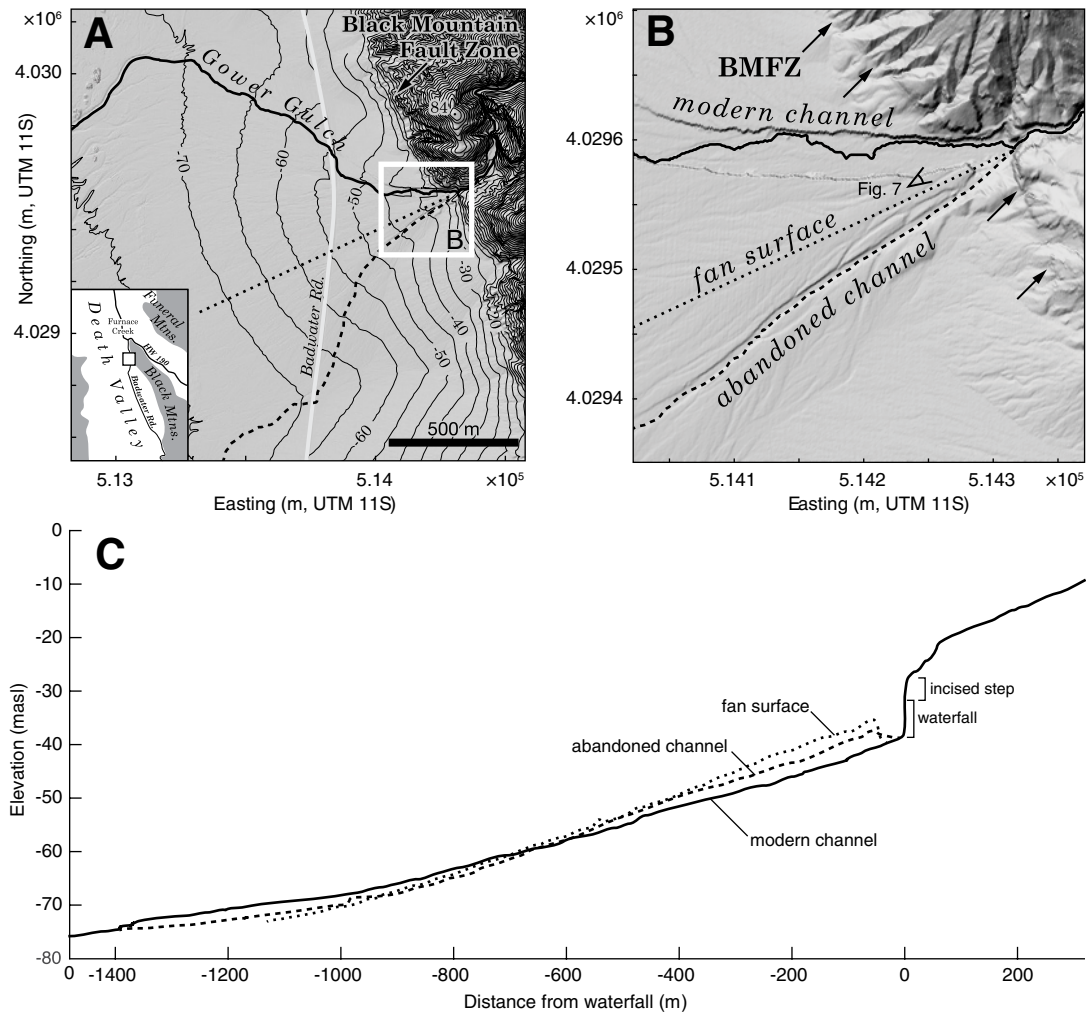 ×10⁶
A
Black Mountain
Fault Zone
4.030
Gower Gulch
84
-70
-60
-50
B
Northing (m, UTM 11S)
-30
-20
-40
-50
-60
4.029
Badwater Rd.
500 m
Funeral
Mtns.
Furnace
Creek
HW 190
Death Valley
Black Mtns.
Badwater Rd.
5.13
5.14
×10⁵
Easting (m, UTM 11S)
×10⁶
B
BMFZ
modern channel
4.0296
Fig. 7
fan surface
4.0295
abandoned channel
4.0294
5.141
5.142
5.143
×10⁵
Easting (m, UTM 11S)
C
0
-10
-20
-30
-40
-50
-60
-70
-80
Elevation (masl)
incised step
waterfall
fan surface
abandoned channel
modern channel
0
-1400
-1200
-1000
-800
-600
-400
-200
0
200
Distance from waterfall (m)